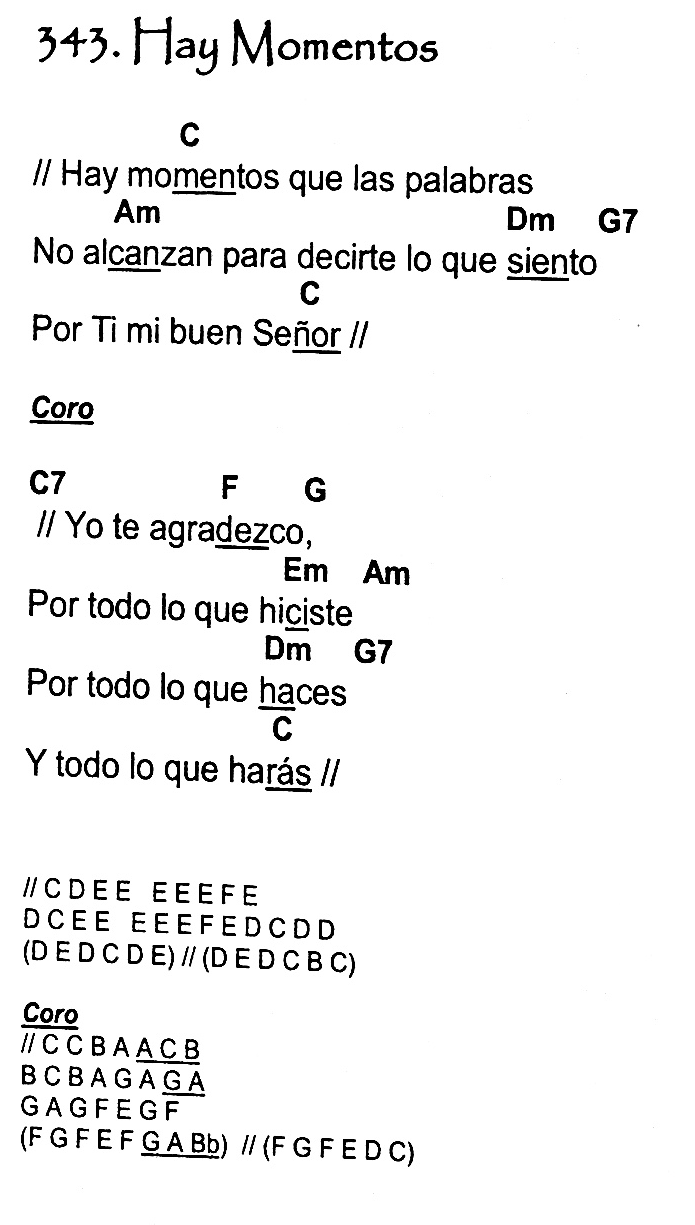 343. Hay Momentos
C
// Hay momentos que las palabras
Am Dm G7
No alcanzan para decirte lo que siento
C
Por Ti mi buen Señor //
Coro
C7 F G
// Yo te agradezco,
Em Am
Por todo lo que hiciste
Dm G7
Por todo lo que haces
C
Y todo lo que harás //
// C D E E E E E F E
D C E E E E E F E D C D D
(D E D C D E) // (D E D C B C)
Coro
// C C B A A C B
B C B A G A G A
G A G F E G F
(F G F E F G A Bb) // (F G F E D C)